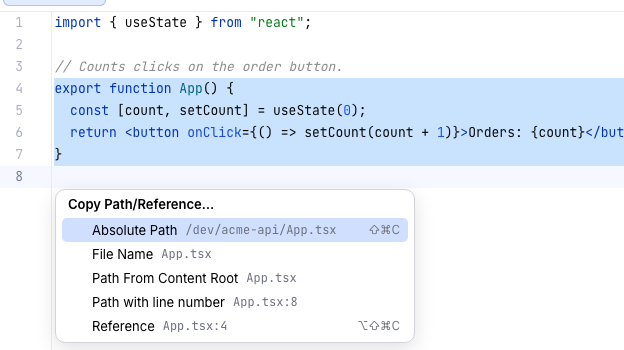 1 import { useState } from "react";
2
3 // Counts clicks on the order button.
4 export function App() {
5 const [count, setCount] = useState(0);
6 return <button onClick={() => setCount(count + 1)}>Orders: {count}</but
7 }
8
Copy Path/Reference...
Absolute Path /dev/acme-api/App.tsx ⇧⌘C
File Name App.tsx
Path From Content Root App.tsx
Path with line number App.tsx:8
Reference App.tsx:4 ⌥⇧⌘C